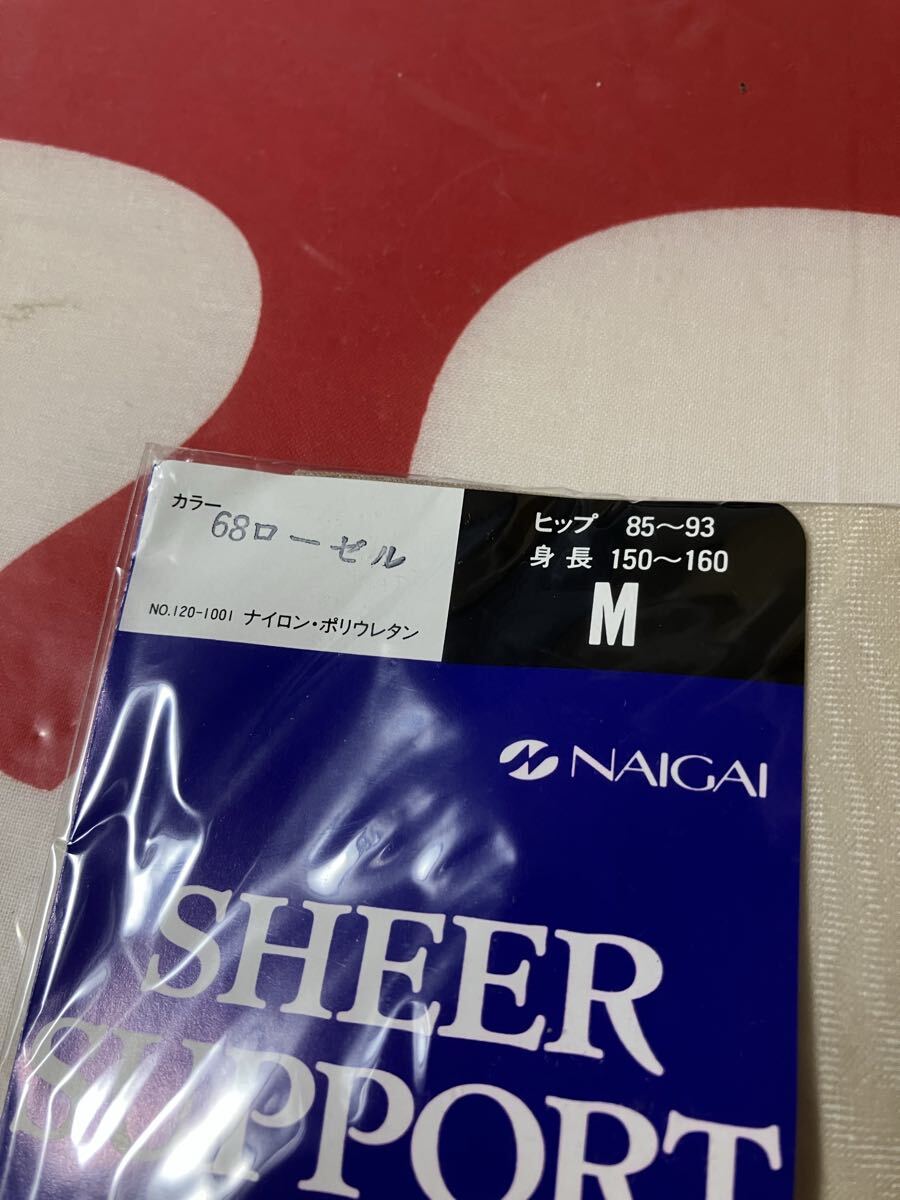 カラー
68ローゼル
NO.120-1001 ナイロン・ポリウレタン
ヒップ 85～93
身長 150～160
M
NAIGAI
SHEER
SUPPORT